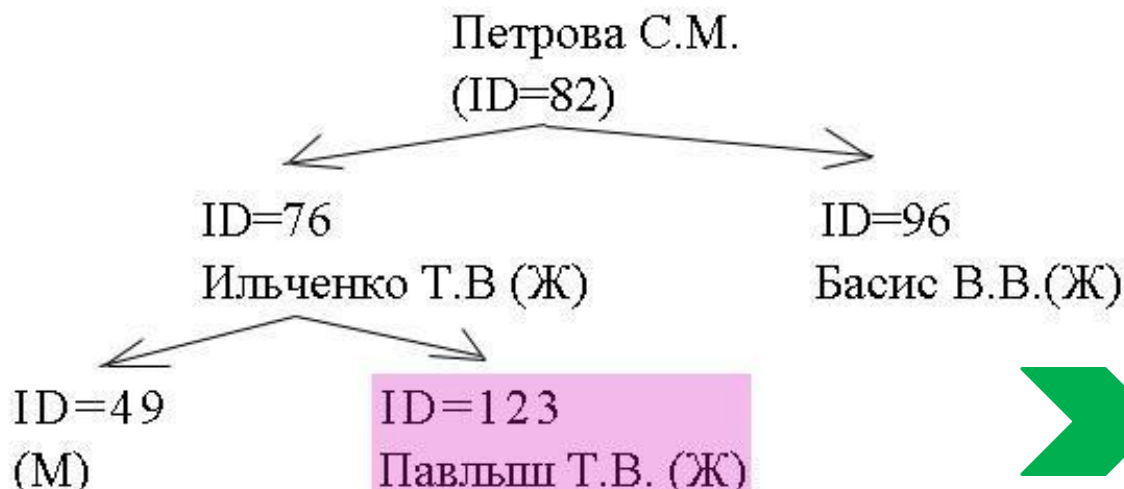 Петрова С.М.
(ID=82)
ID=76
Ильченко Т.В (Ж)
ID=96
Басис В.В.(Ж)
ID=49
(М)
ID=123
Павлыш Т.В. (Ж)